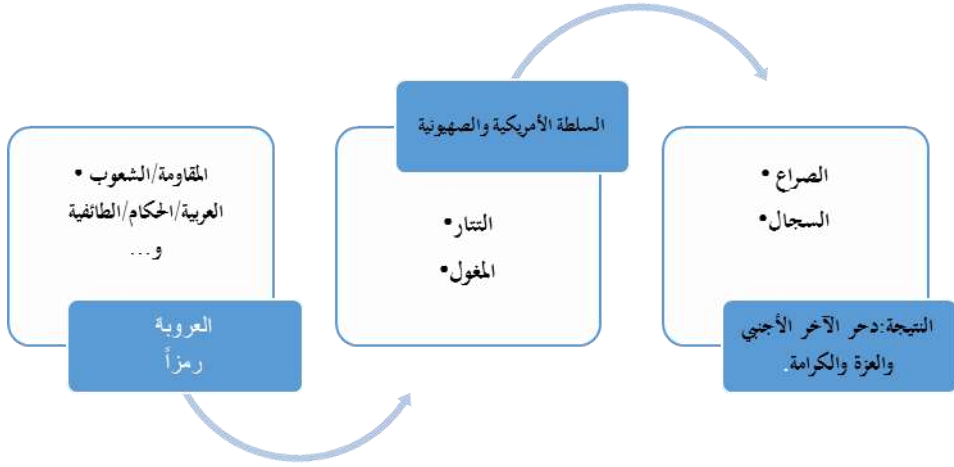 • المقاومة/الشعوب
العربية/الحكام/الطائفية
و...
العروبة
رمزاً
السلطة الأمريكية والصهيونية
• التتار
• المغول
• الصراع
• السجال
النتيجة:دحر الآخر الأجنبي
والعزة والكرامة.